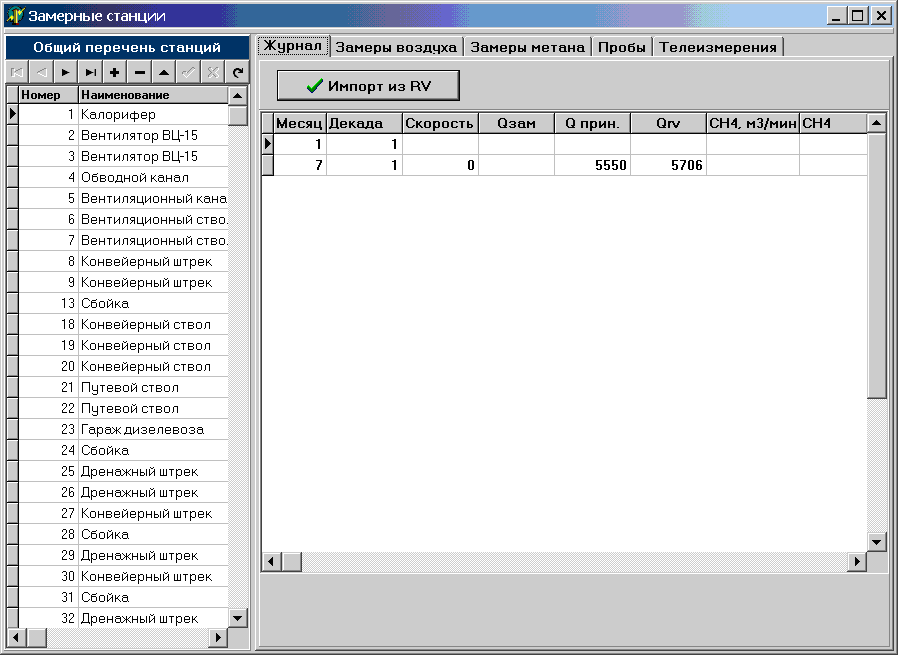 Замерные станции
Общий перечень станций
Номер Наименование
1 Калорифер
2 Вентилятор ВЦ-15
3 Вентилятор ВЦ-15
4 Обводной канал
5 Вентиляционный кана
6 Вентиляционный ство
7 Вентиляционный ство
8 Конвейерный штрек
9 Конвейерный штрек
13 Сбойка
18 Конвейерный ствол
19 Конвейерный ствол
20 Конвейерный ствол
21 Путевой ствол
22 Путевой ствол
23 Гараж дизелевоза
24 Сбойка
25 Дренажный штрек
26 Дренажный штрек
27 Конвейерный штрек
28 Сбойка
29 Дренажный штрек
30 Конвейерный штрек
31 Сбойка
32 Дренажный штрек
Журнал Замеры воздуха Замеры метана Пробы Телеизмерения
Импорт из RV
Месяц Декада Скорость Qзам Q прин. Qrv CH4, м3/мин CH4
1 1
7 1 0 5550 5706